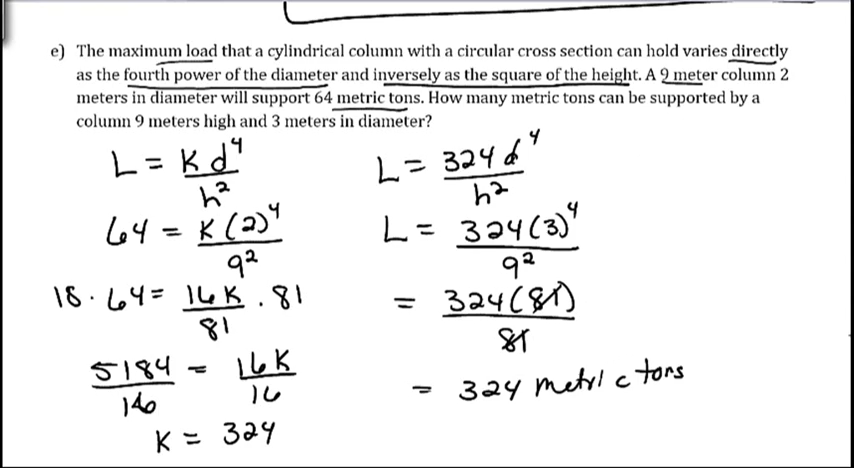 e) The maximum load that a cylindrical column with a circular cross section can hold varies directly
as the fourth power of the diameter and inversely as the square of the height. A 9 meter column 2
meters in diameter will support 64 metric tons. How many metric tons can be supported by a
column 9 meters high and 3 meters in diameter?
L = Kd⁴/h²
64 = K(2)⁴/9²
18 · 64 = 16K/81 · 81
5184/16 = 16K/16
K = 324
L = 324d⁴/h²
L = 324(3)⁴/9²
= 324(81)/81
= 324 metric tons